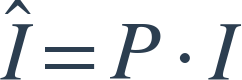 Î = P · I